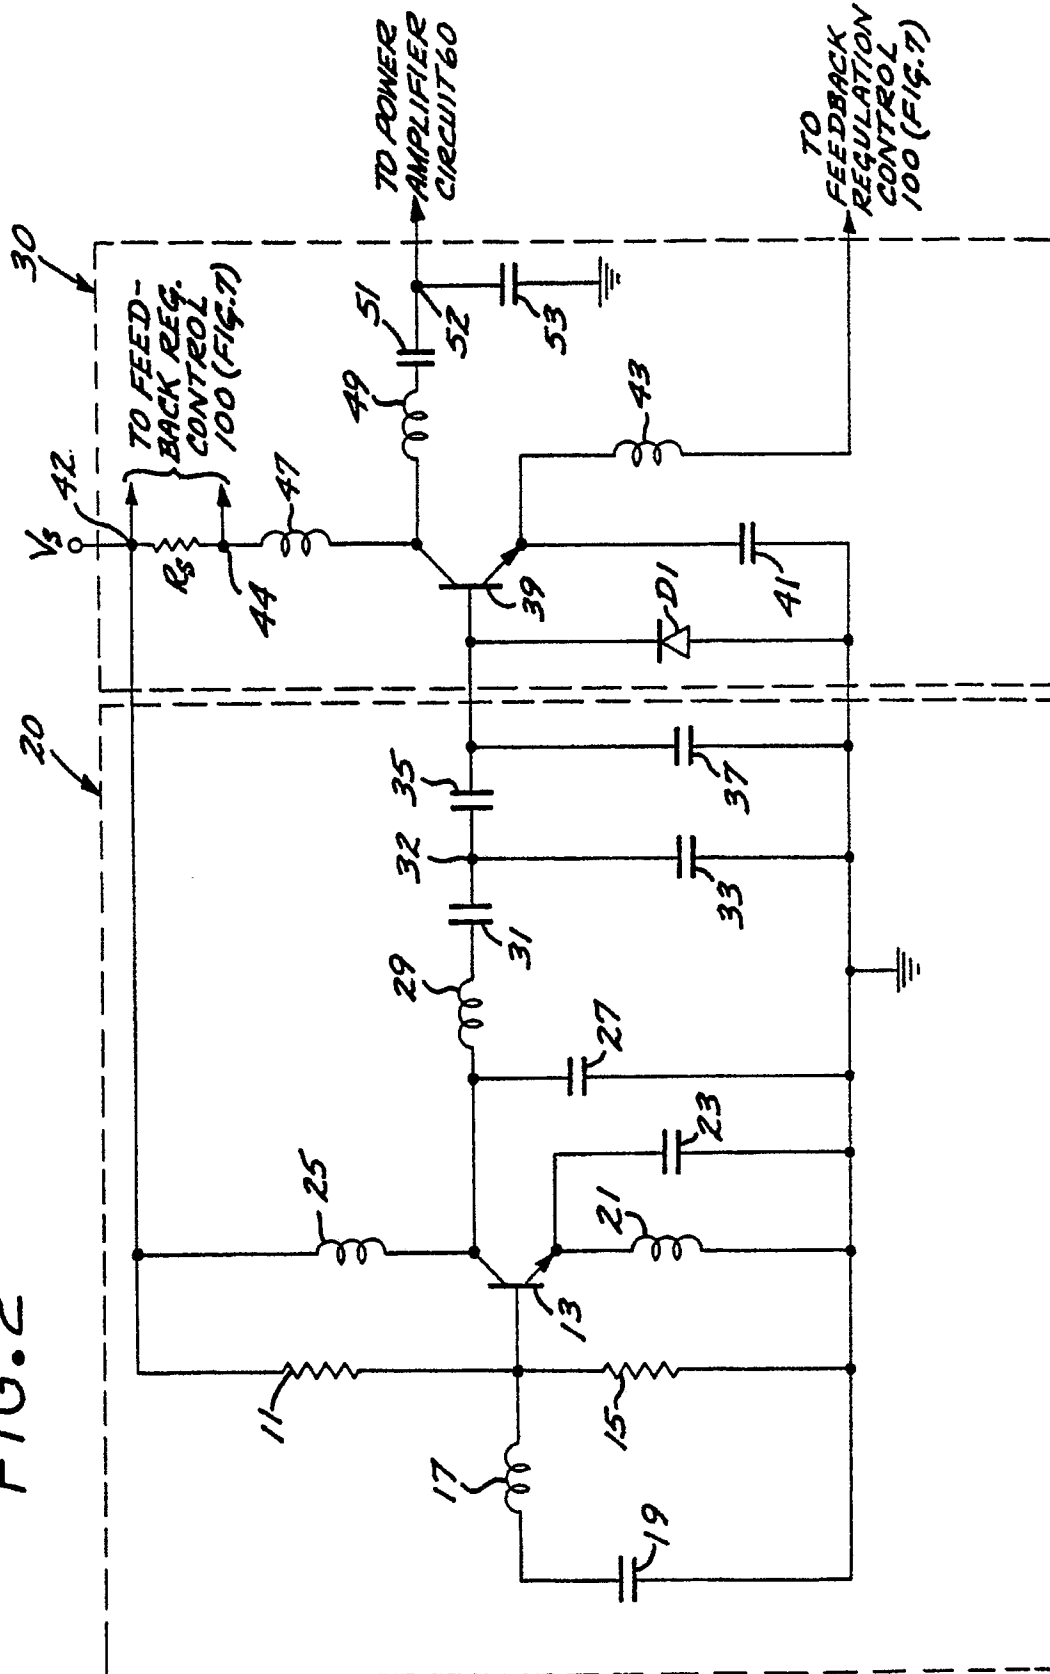 FIG. 2
20
30
Vs
42
TO FEED-
BACK REG.
CONTROL
100 (FIG.7)
Rs
44
47
TO POWER
AMPLIFIER
CIRCUIT 60
49
51
52
53
39
43
D1
41
TO
FEEDBACK
REGULATION
CONTROL
100 (FIG.7)
11
25
13
15
17
19
21
23
27
29
31
32
33
35
37